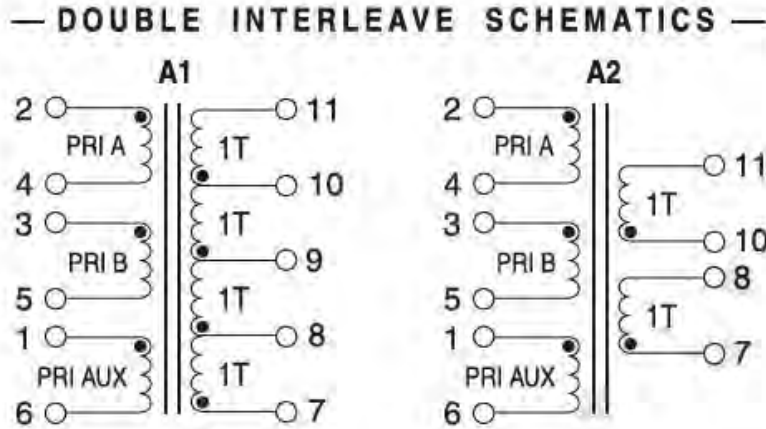 — DOUBLE INTERLEAVE SCHEMATICS —
A1
2
PRI A
4
3
PRI B
5
1
PRI AUX
6
11
1T
10
1T
9
1T
8
1T
7
A2
2
PRI A
4
3
PRI B
5
1
PRI AUX
6
11
1T
10
8
1T
7